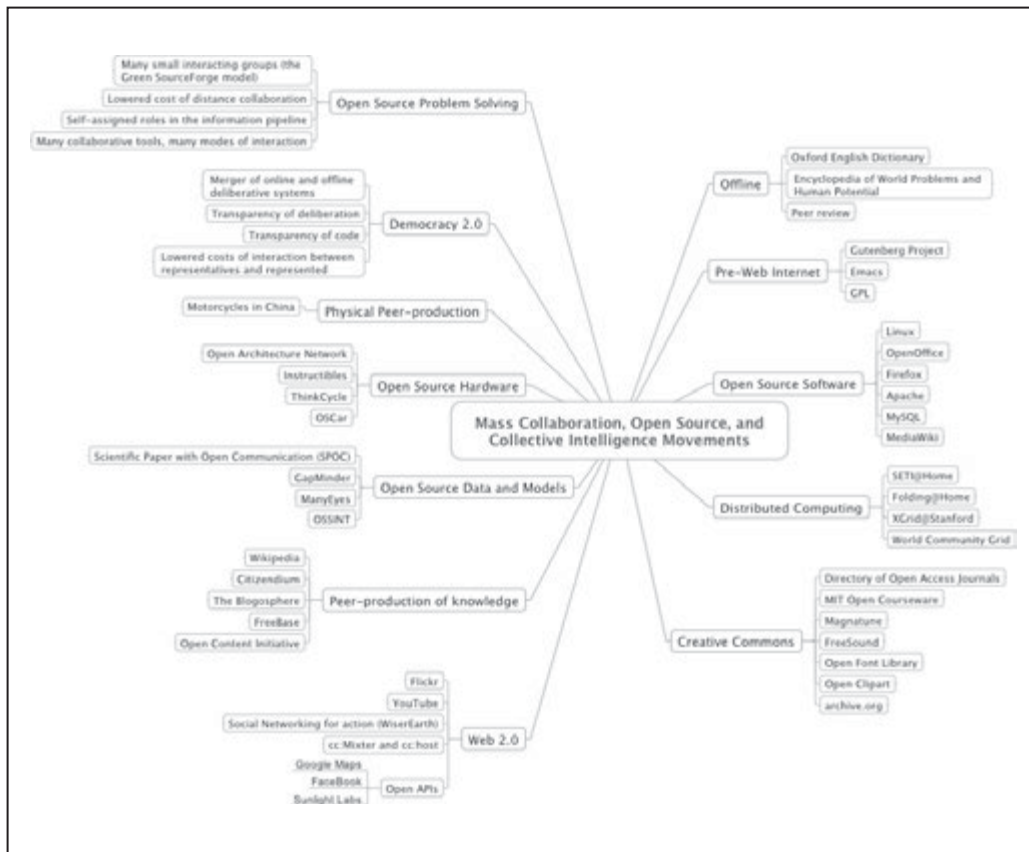 Many small interacting groups (the
Green SourceForge model)
Lowered cost of distance collaboration
Self-assigned roles in the information pipeline
Many collaborative tools, many modes of interaction
Open Source Problem Solving
Merger of online and offline
deliberative systems
Transparency of deliberation
Transparency of code
Lowered costs of interaction between
representatives and represented
Democracy 2.0
Motorcycles in China
Physical Peer-production
Open Architecture Network
Instructibles
ThinkCycle
OSCar
Open Source Hardware
Scientific Paper with Open Communication (SPOC)
GapMinder
ManyEyes
OSSINT
Open Source Data and Models
Wikipedia
Citizendium
The Blogosphere
FreeBase
Open Content Initiative
Peer-production of knowledge
Flickr
YouTube
Social Networking for action (WiserEarth)
cc:Mixter and cc:host
Google Maps
FaceBook
Sunlight Labs
Open APIs
Web 2.0
Mass Collaboration, Open Source, and
Collective Intelligence Movements
Offline
Oxford English Dictionary
Encyclopedia of World Problems and
Human Potential
Peer review
Pre-Web Internet
Gutenberg Project
Emacs
GPL
Open Source Software
Linux
OpenOffice
Firefox
Apache
MySQL
MediaWiki
Distributed Computing
SETI@Home
Folding@Home
XGrid@Stanford
World Community Grid
Creative Commons
Directory of Open Access Journals
MIT Open Courseware
Magnatune
FreeSound
Open Font Library
Open Clipart
archive.org